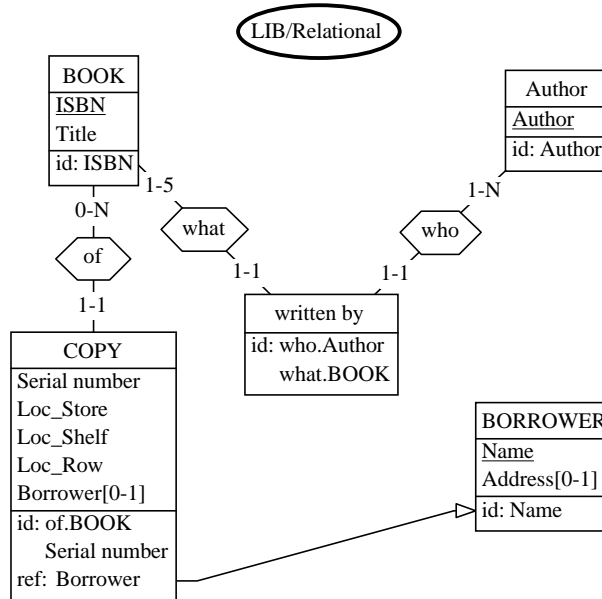 LIB/Relational
BOOK
ISBN
Title
id: ISBN
Author
Author
id: Author
1-5
1-N
0-N
what
who
of
1-1
1-1
1-1
written by
id: who.Author
what.BOOK
COPY
Serial number
Loc_Store
Loc_Shelf
Loc_Row
Borrower[0-1]
id: of.BOOK
Serial number
ref: Borrower
BORROWER
Name
Address[0-1]
id: Name